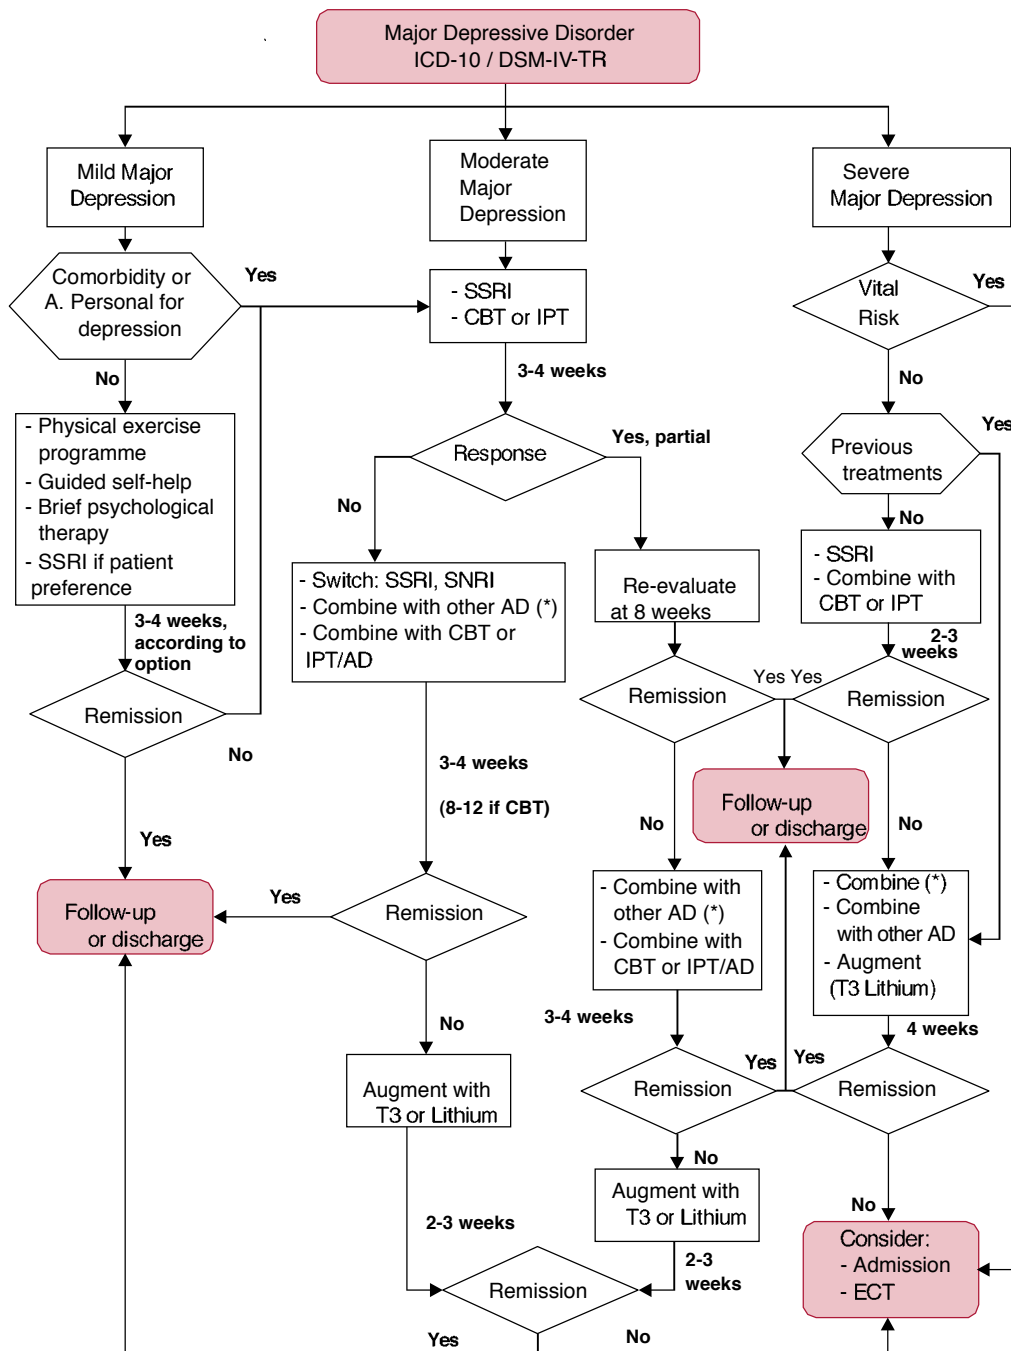 Major Depressive Disorder
ICD-10 / DSM-IV-TR
Mild Major
Depression
Moderate
Major
Depression
Severe
Major Depression
Comorbidity or
A. Personal for
depression
Yes
No
- SSRI
- CBT or IPT
3-4 weeks
Vital
Risk
Yes
No
- Physical exercise
programme
- Guided self-help
- Brief psychological
therapy
- SSRI if patient
preference
3-4 weeks,
according to
option
Response
Yes, partial
No
Previous
treatments
Yes
No
- Switch: SSRI, SNRI
- Combine with other AD (*)
- Combine with CBT or
IPT/AD
Re-evaluate
at 8 weeks
- SSRI
- Combine with
CBT or IPT
2-3
weeks
Remission
No
Yes
3-4 weeks
(8-12 if CBT)
Remission
Yes Yes
Remission
No
No
Follow-up
or discharge
Follow-up
or discharge
Yes
Remission
No
- Combine with
other AD (*)
- Combine with
CBT or IPT/AD
3-4 weeks
- Combine (*)
- Combine
with other AD
- Augment
(T3 Lithium)
4 weeks
Augment with
T3 or Lithium
2-3 weeks
Remission
Yes Yes
Remission
No
No
Augment with
T3 or Lithium
2-3
weeks
Remission
Yes
No
Consider:
- Admission
- ECT